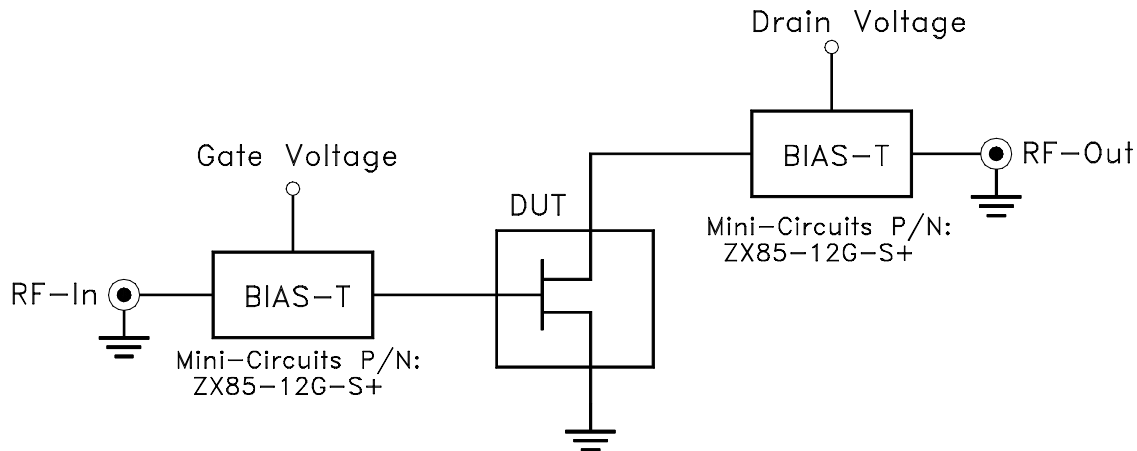 Drain Voltage
BIAS-T
RF-Out
Mini-Circuits P/N:
ZX85-12G-S+
Gate Voltage
DUT
RF-In
BIAS-T
Mini-Circuits P/N:
ZX85-12G-S+